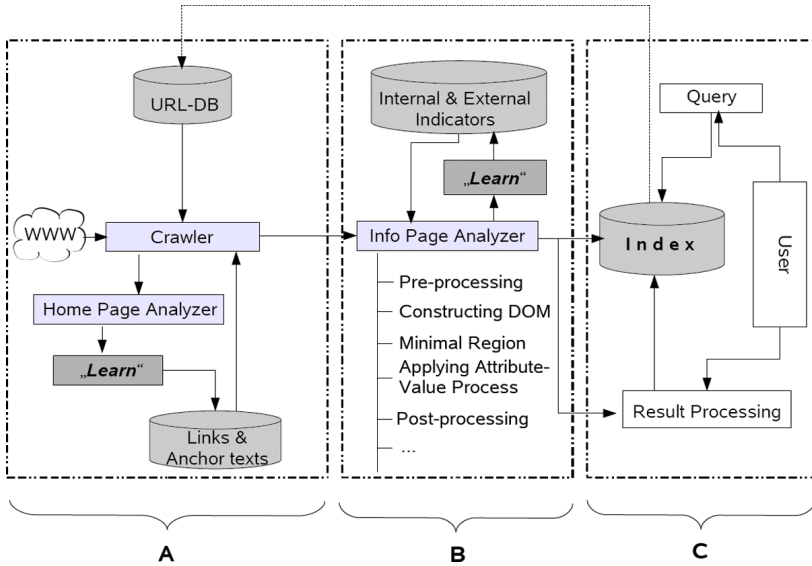 URL-DB
WWW
Crawler
Home Page Analyzer
„Learn“
Links &
Anchor texts
A
Internal & External
Indicators
„Learn“
Info Page Analyzer
Pre-processing
Constructing DOM
Minimal Region
Applying Attribute-
Value Process
Post-processing
...
B
Query
Index
User
Result Processing
C